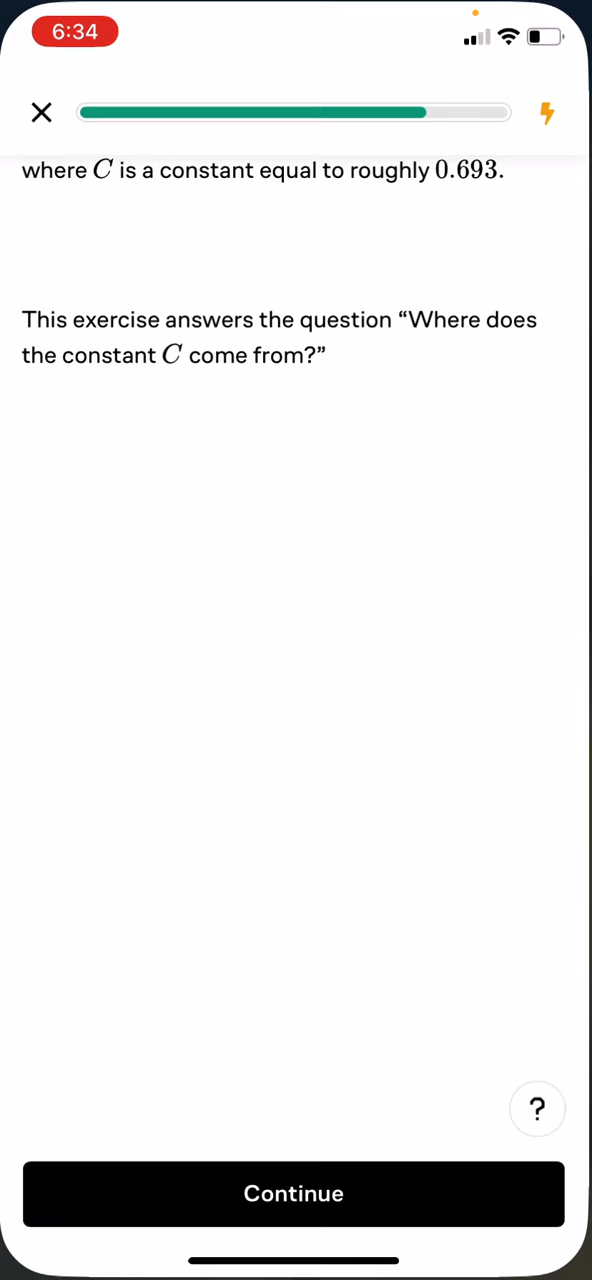 6:34
where C is a constant equal to roughly 0.693.
This exercise answers the question “Where does
the constant C come from?”
?
Continue